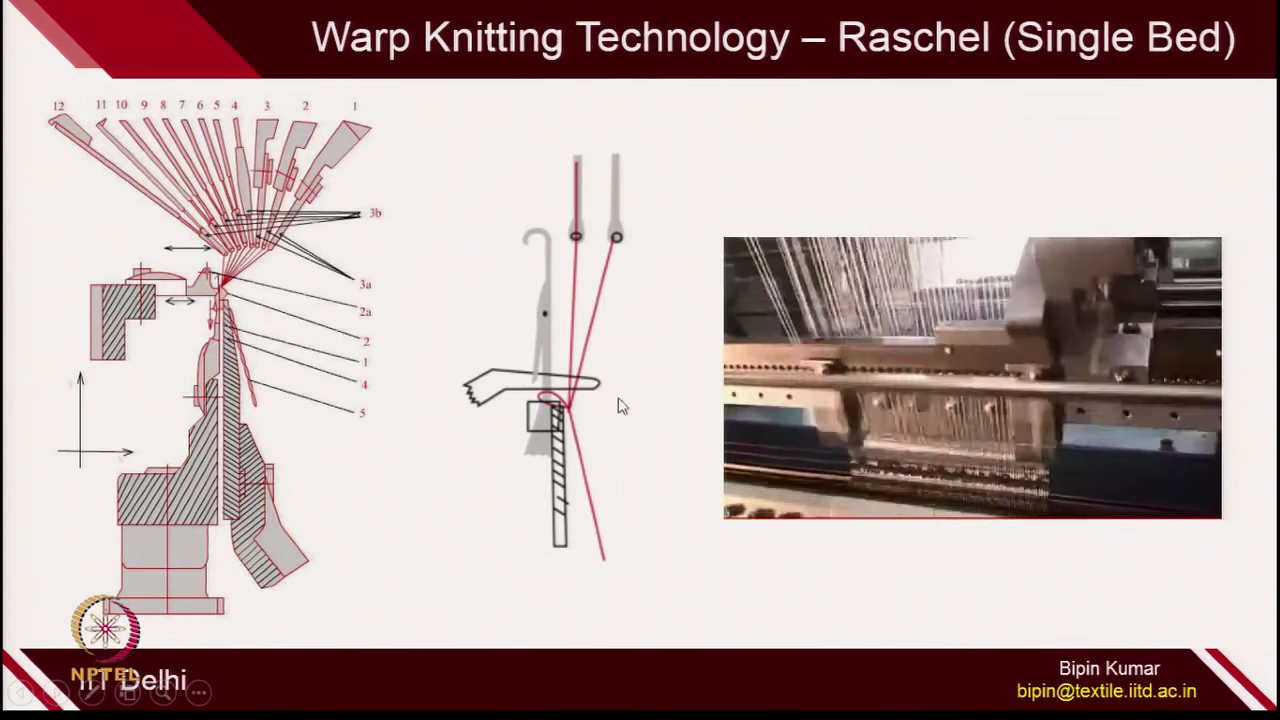 Warp Knitting Technology – Raschel (Single Bed)
12 11 10 9 8 7 6 5 4 3 2 1
3b
3a
2a
2
1
4
5
NPTEL
IIT Delhi
Bipin Kumar
bipin@textile.iitd.ac.in